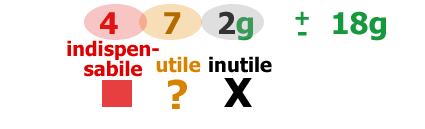 4 7 2g ± 18g
indispen-
sabile utile inutile
? X